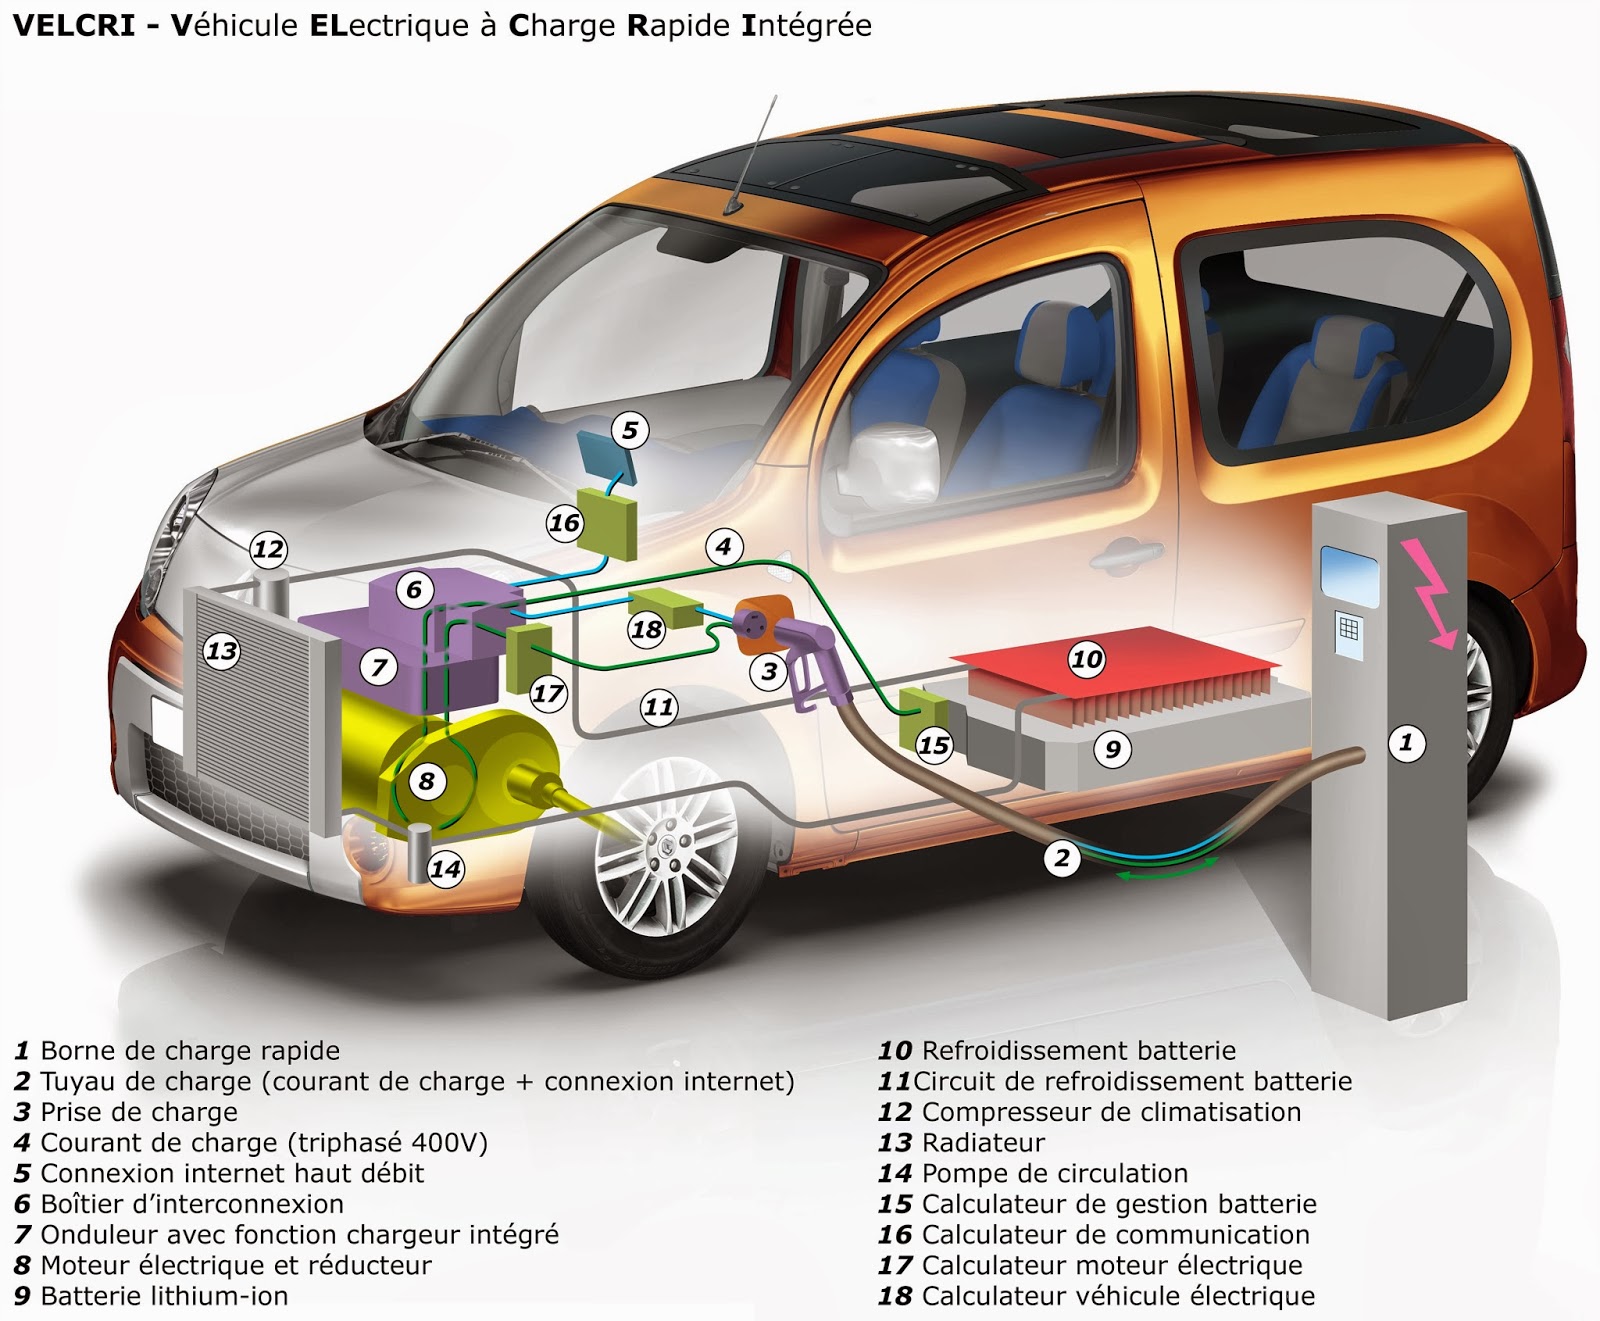 VELCRI - Véhicule ELectrique à Charge Rapide Intégrée
5
16
4
12
6
18
13
7
17
3
11
10
15
9
1
8
14
2
1 Borne de charge rapide
2 Tuyau de charge (courant de charge + connexion internet)
3 Prise de charge
4 Courant de charge (triphasé 400V)
5 Connexion internet haut débit
6 Boîtier d’interconnexion
7 Onduleur avec fonction chargeur intégré
8 Moteur électrique et réducteur
9 Batterie lithium-ion
10 Refroidissement batterie
11Circuit de refroidissement batterie
12 Compresseur de climatisation
13 Radiateur
14 Pompe de circulation
15 Calculateur de gestion batterie
16 Calculateur de communication
17 Calculateur moteur électrique
18 Calculateur véhicule électrique